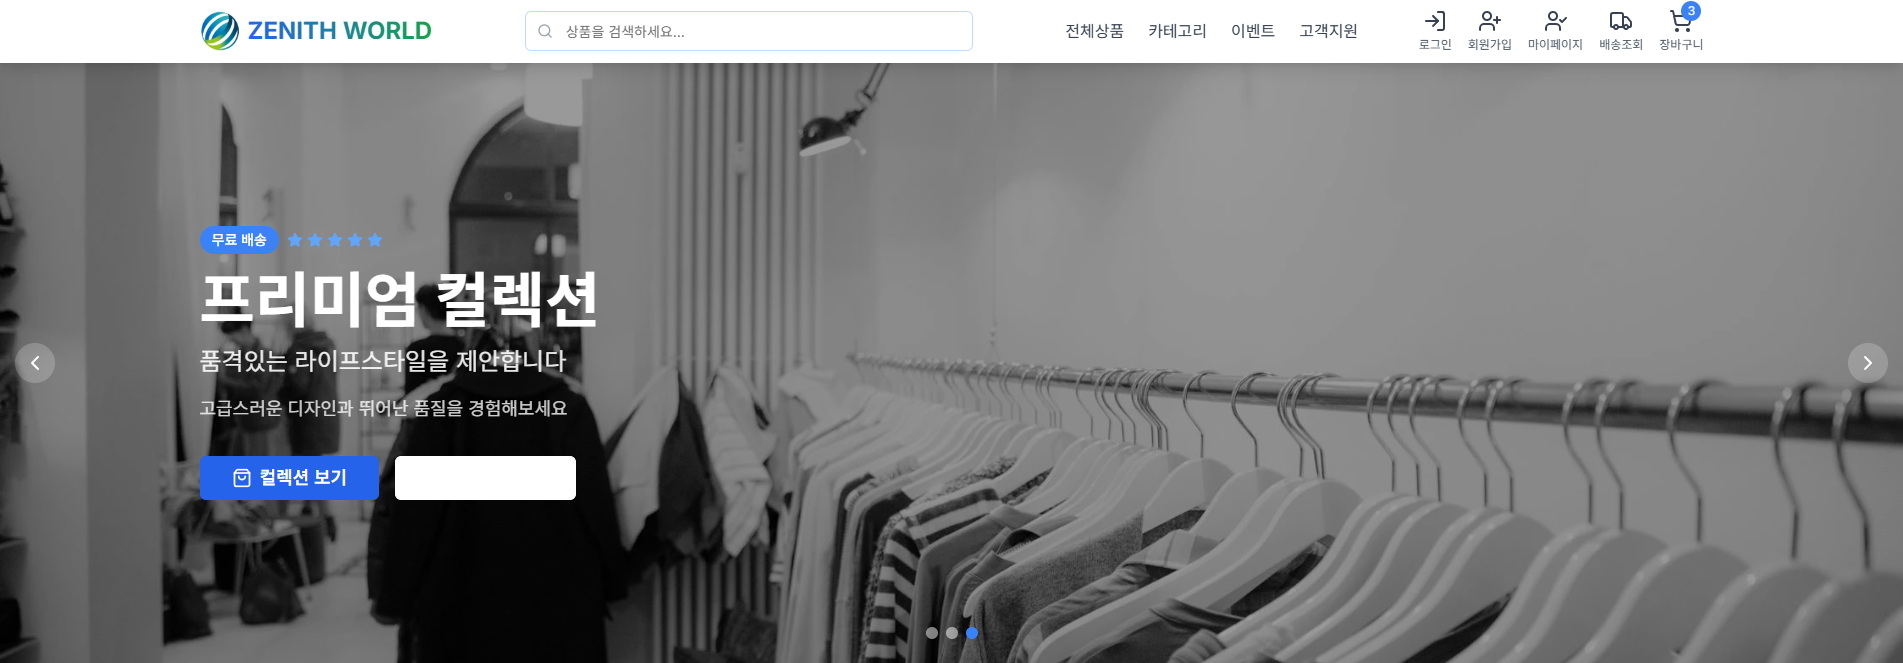 ZENITH WORLD
상품을 검색하세요...
전체상품
카테고리
이벤트
고객지원
로그인
회원가입
마이페이지
배송조회
3
장바구니
무료 배송
프리미엄 컬렉션
품격있는 라이프스타일을 제안합니다
고급스러운 디자인과 뛰어난 품질을 경험해보세요
컬렉션 보기